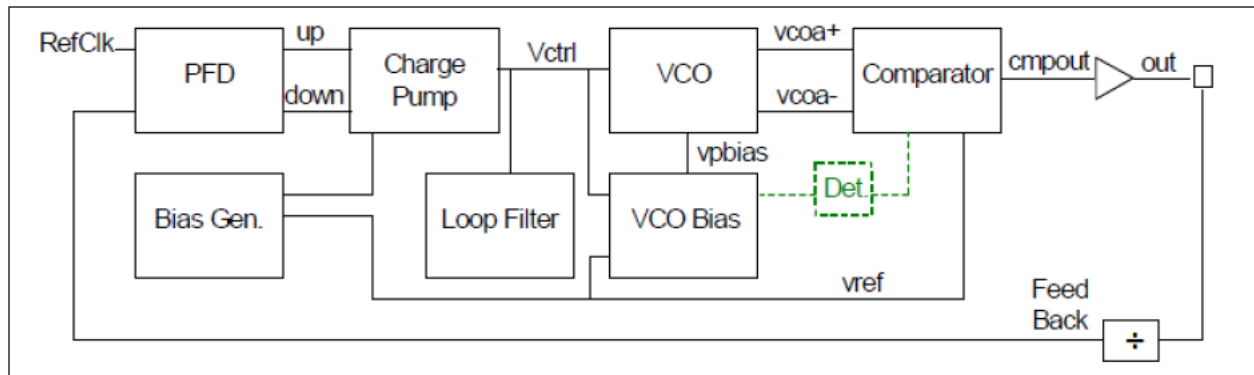 RefClk
PFD
up
down
Charge
Pump
Vctrl
VCO
vcoa+
vcoa-
Comparator
cmpout
out
vpbias
Bias Gen.
Loop Filter
VCO Bias
Det.
vref
Feed
Back
÷